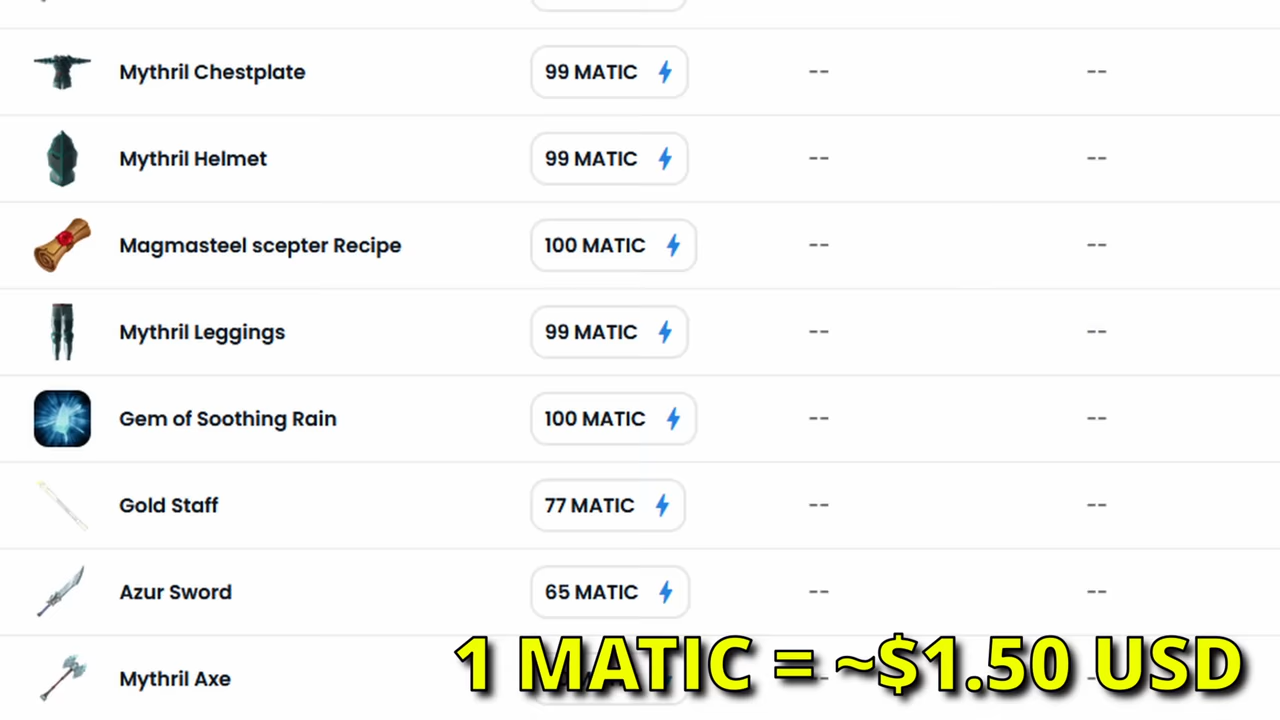 Mythril Chestplate 99 MATIC -- --
Mythril Helmet 99 MATIC -- --
Magmasteel scepter Recipe 100 MATIC -- --
Mythril Leggings 99 MATIC -- --
Gem of Soothing Rain 100 MATIC -- --
Gold Staff 77 MATIC -- --
Azur Sword 65 MATIC -- --
Mythril Axe
1 MATIC = ~$1.50 USD